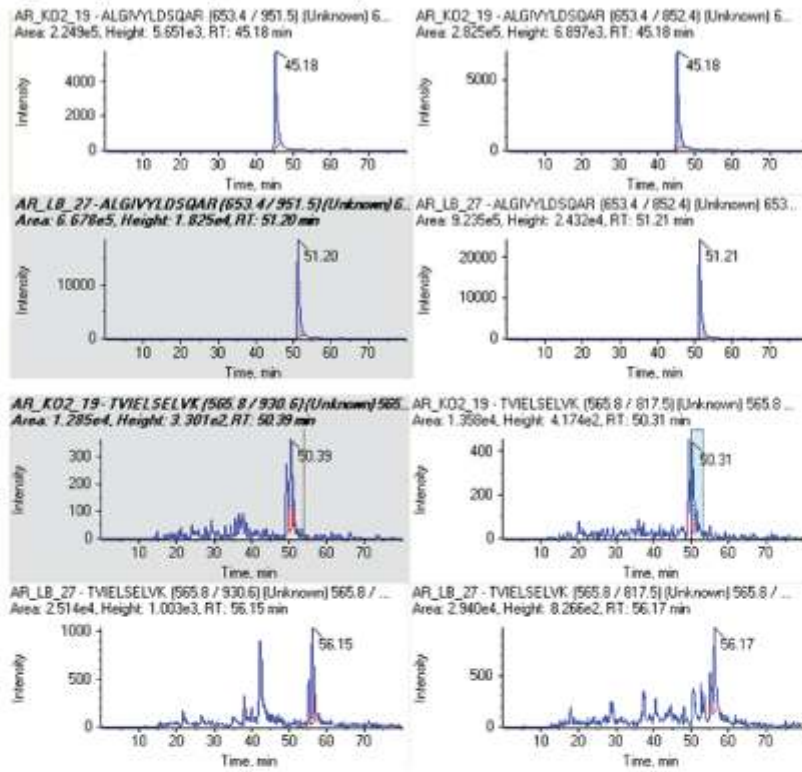 AR_KO2_19 - ALGIVYLDSQAR (653.4 / 951.5) (Unknown) 6...
Area: 2.249e5, Height: 5.651e3, RT: 45.18 min
45.18
Intensity
4000
2000
0
10 20 30 40 50 60 70
Time, min
AR_KO2_19 - ALGIVYLDSQAR (653.4 / 852.4) (Unknown) 6...
Area: 2.825e5, Height: 6.897e3, RT: 45.18 min
45.18
Intensity
5000
0
10 20 30 40 50 60 70
Time, min
AR_LB_27 - ALGIVYLDSQAR (653.4 / 951.5) (Unknown) 6...
Area: 6.678e5, Height: 1.825e4, RT: 51.20 min
51.20
Intensity
10000
0
10 20 30 40 50 60 70
Time, min
AR_LB_27 - ALGIVYLDSQAR (653.4 / 852.4) (Unknown) 653...
Area: 9.235e5, Height: 2.432e4, RT: 51.21 min
51.21
Intensity
20000
10000
0
10 20 30 40 50 60 70
Time, min
AR_KO2_19 - TVIELSELVK (565.8 / 930.6) (Unknown) 565...
Area: 1.285e4, Height: 3.301e2, RT: 50.39 min
50.39
Intensity
300
200
100
0
10 20 30 40 50 60 70
Time, min
AR_KO2_19 - TVIELSELVK (565.8 / 817.5) (Unknown) 565.8 ...
Area: 1.358e4, Height: 4.174e2, RT: 50.31 min
50.31
Intensity
400
200
0
10 20 30 40 50 60 70
Time, min
AR_LB_27 - TVIELSELVK (565.8 / 930.6) (Unknown) 565.8 / ...
Area: 2.514e4, Height: 1.003e3, RT: 56.15 min
56.15
Intensity
1000
500
0
10 20 30 40 50 60 70
Time, min
AR_LB_27 - TVIELSELVK (565.8 / 817.5) (Unknown) 565.8 / ...
Area: 2.940e4, Height: 8.266e2, RT: 56.17 min
56.17
Intensity
500
0
10 20 30 40 50 60 70
Time, min